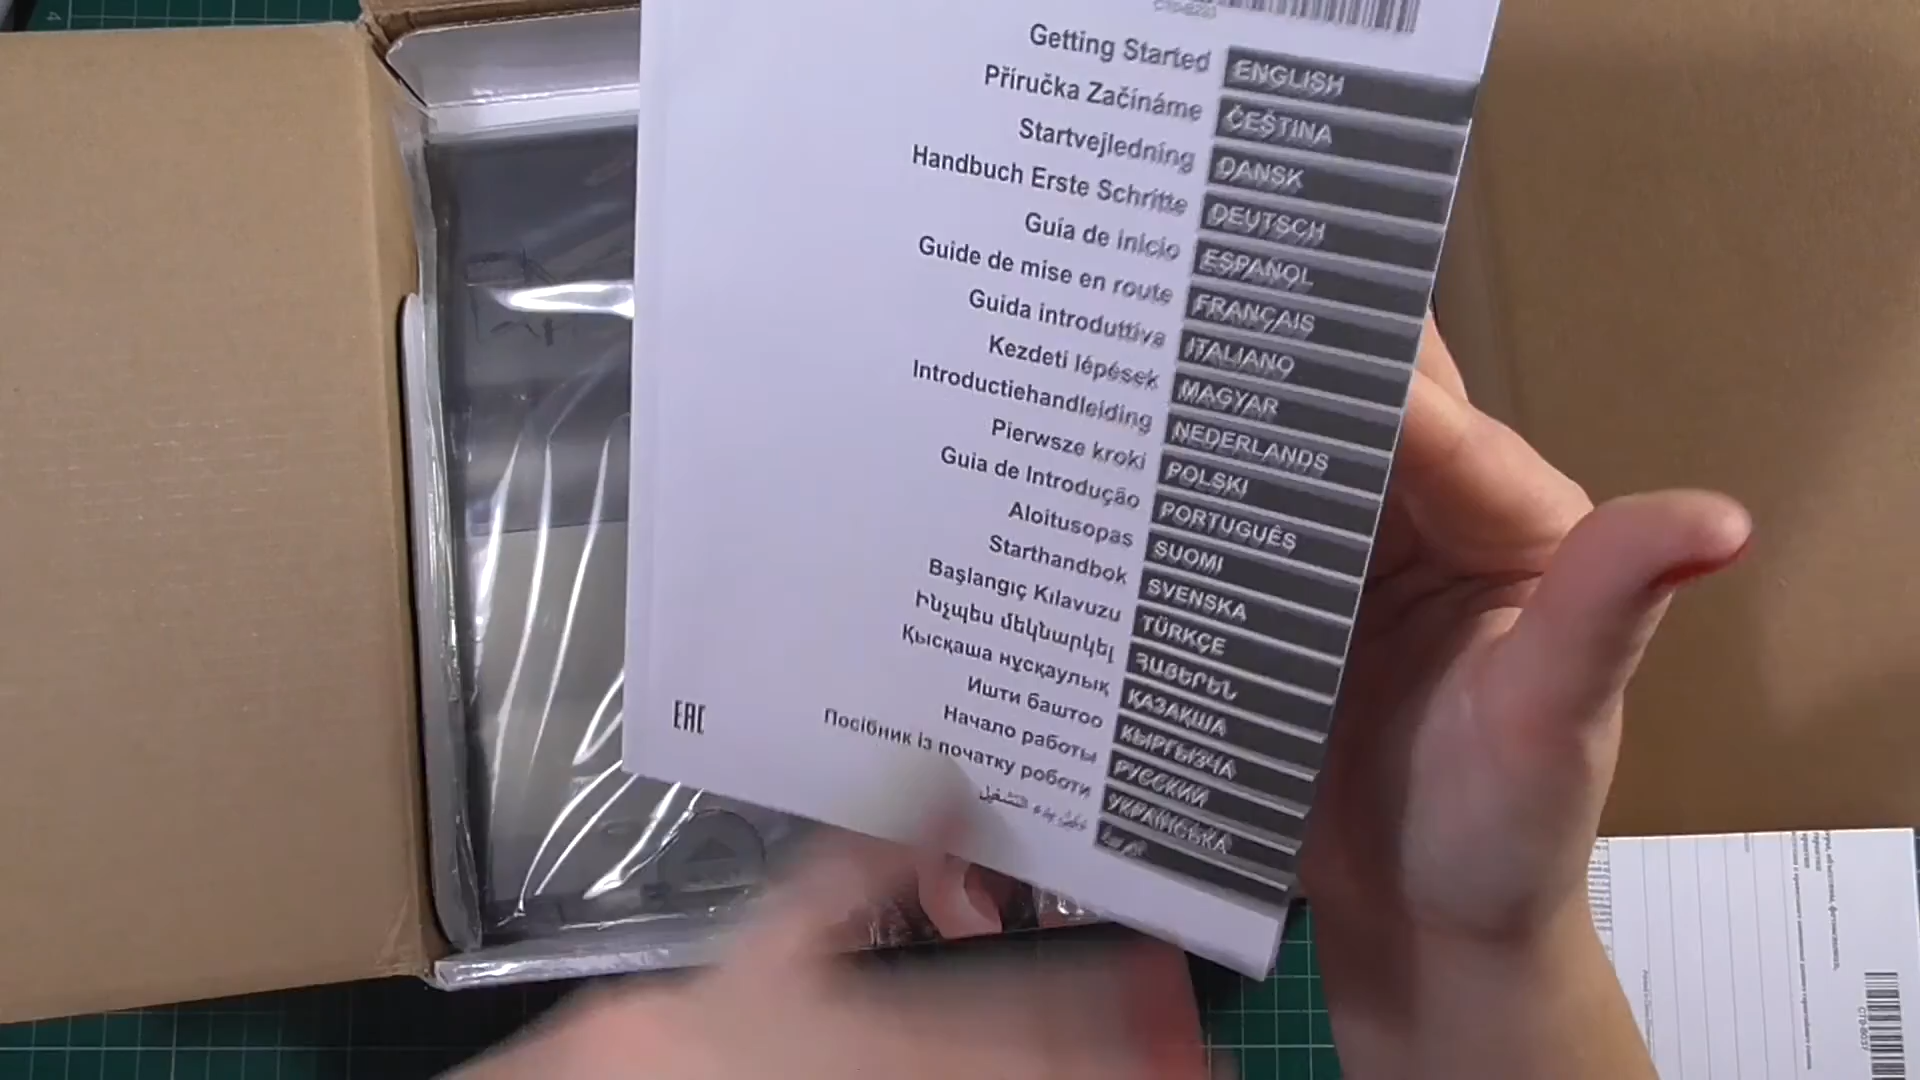 Getting Started ENGLISH
Příručka Začínáme ČEŠTINA
Startvejledning DANSK
Handbuch Erste Schritte DEUTSCH
Guía de inicio ESPAÑOL
Guide de mise en route FRANÇAIS
Guida introduttiva ITALIANO
Kezdeti lépések MAGYAR
Introductiehandleiding NEDERLANDS
Pierwsze kroki POLSKI
Guia de Introdução PORTUGUÊS
Aloitusopas SUOMI
Starthandbok SVENSKA
Başlangıç Kılavuzu TÜRKÇE
Ինչպես մեկնարկել ՀԱՅԵՐԵՆ
Қысқаша нұсқаулық ҚАЗАҚША
Ишти баштоо КЫРГЫЗЧА
Начало работы РУССКИЙ
Посібник із початку роботи УКРАЇНСЬКА
دليل بدء التشغيل العربية
EAC